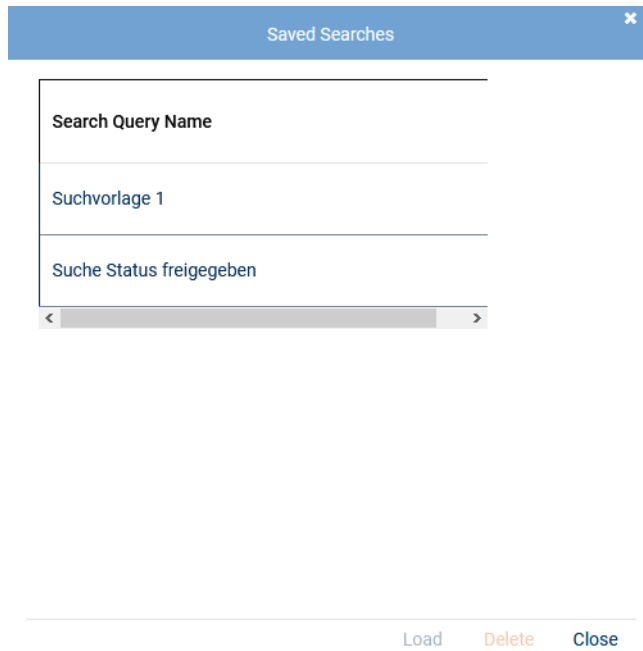 Saved Searches
Search Query Name
Suchvorlage 1
Suche Status freigegeben
Load Delete Close